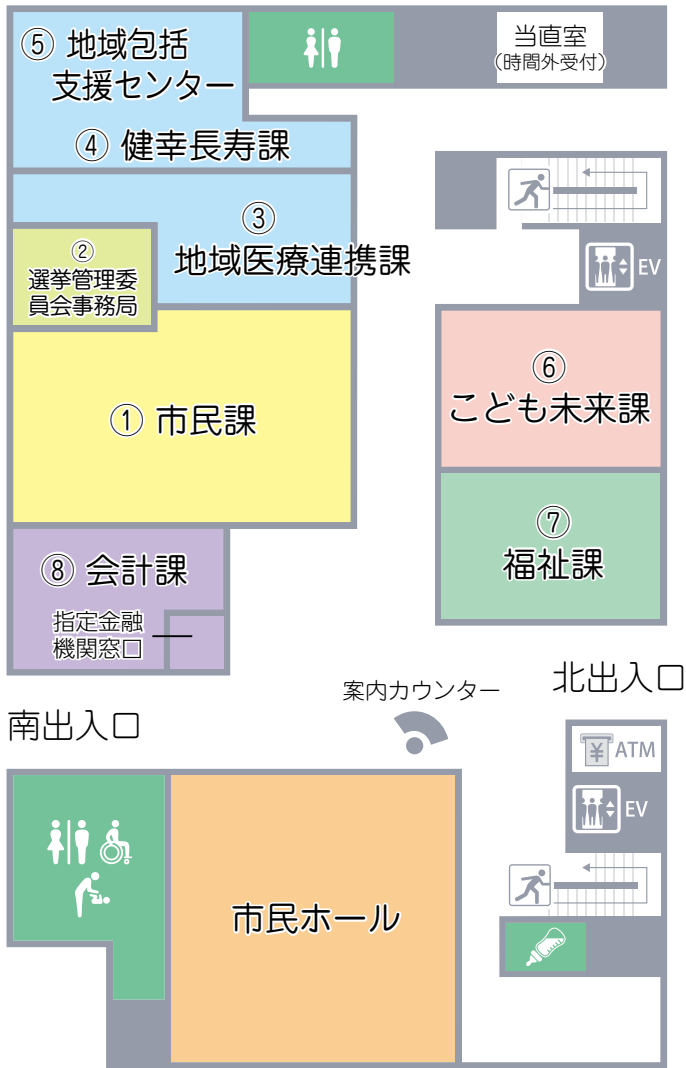 ⑤ 地域包括
支援センター
当直室
(時間外受付)
④ 健幸長寿課
③
地域医療連携課
②
選挙管理委
員会事務局
EV
① 市民課
⑥
こども未来課
⑦
福祉課
⑧ 会計課
指定金融
機関窓口
案内カウンター
北出入口
南出入口
¥ ATM
EV
市民ホール